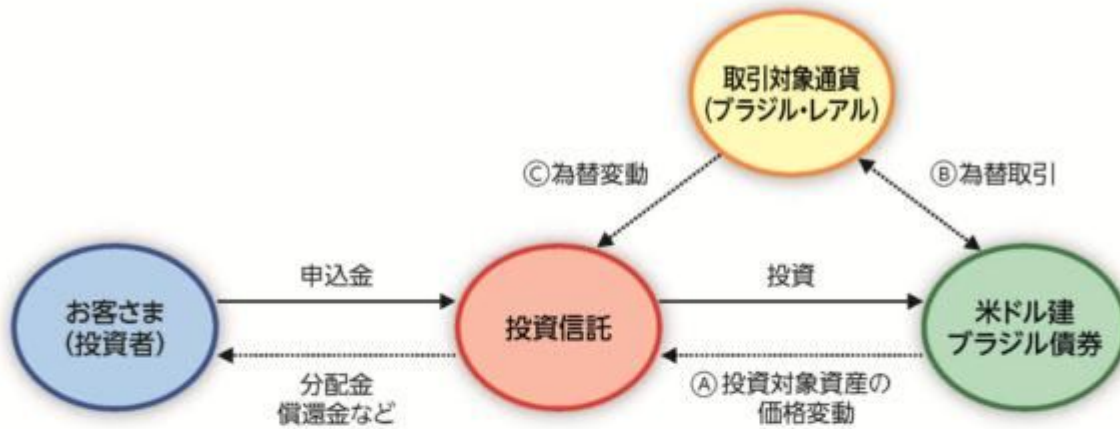 取引対象通貨
(ブラジル・レアル)
Ⓒ為替変動
Ⓑ為替取引
申込金
投資
お客さま
(投資者)
投資信託
米ドル建
ブラジル債券
分配金
償還金など
Ⓐ投資対象資産の
価格変動